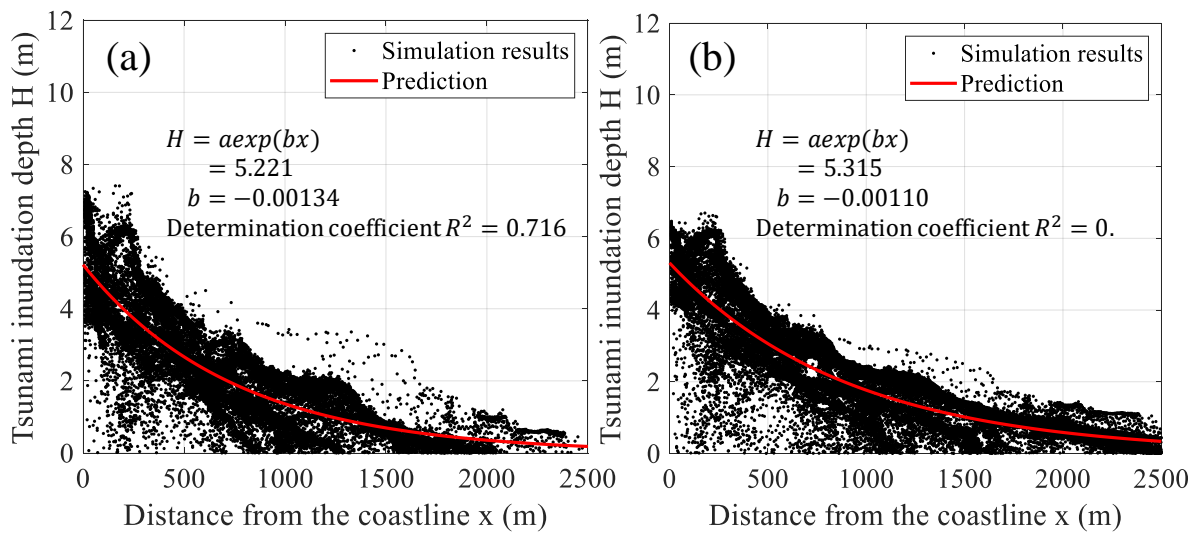 (a)
Simulation results
Prediction
H = aexp(bx)
= 5.221
b = −0.00134
Determination coefficient R² = 0.716
Tsunami inundation depth H (m)
12
10
8
6
4
2
0
0
500
1000
1500
2000
2500
Distance from the coastline x (m)
(b)
Simulation results
Prediction
H = aexp(bx)
= 5.315
b = −0.00110
Determination coefficient R² = 0.
Tsunami inundation depth H (m)
12
10
8
6
4
2
0
0
500
1000
1500
2000
2500
Distance from the coastline x (m)